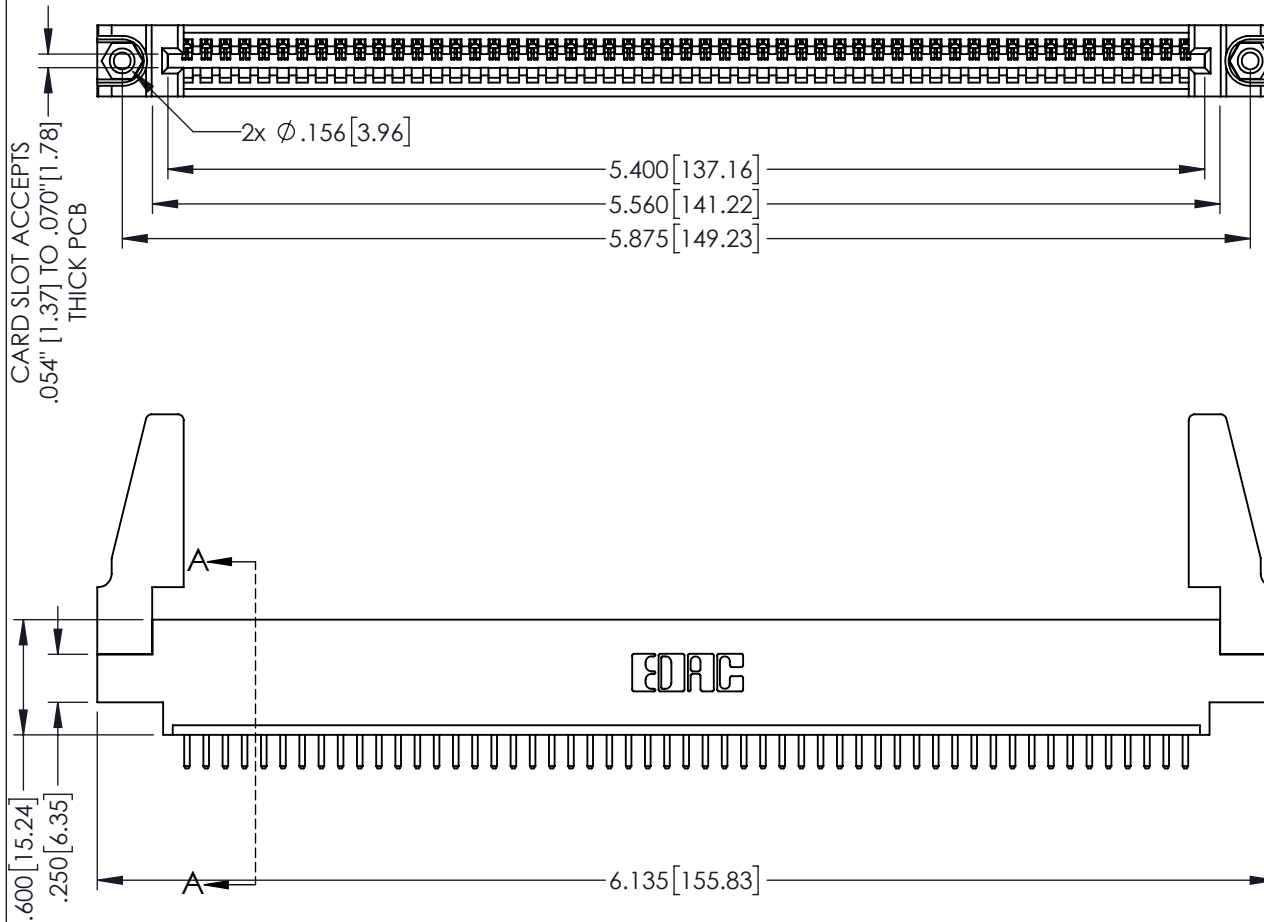 2x ∅ .156[3.96]
CARD SLOT ACCEPTS
.054" [1.37] TO .070" [1.78]
THICK PCB
5.400[137.16]
5.560[141.22]
5.875[149.23]
A
EDAC
.600[15.24]
.250[6.35]
A
6.135[155.83]